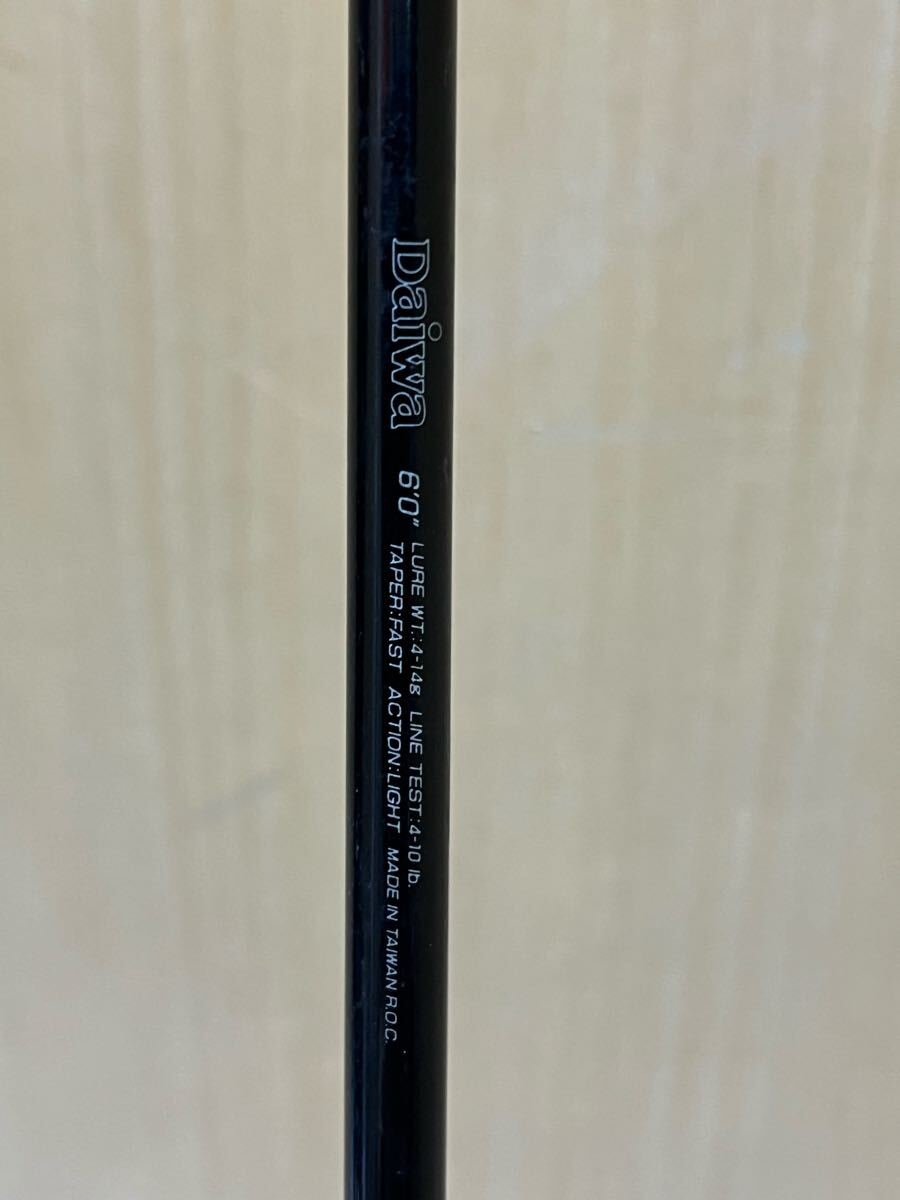 Daiwa 6'0" LURE WT.:4-14g LINE TEST:4-10 lb.
TAPER:FAST ACTION:LIGHT MADE IN TAIWAN R.O.C.